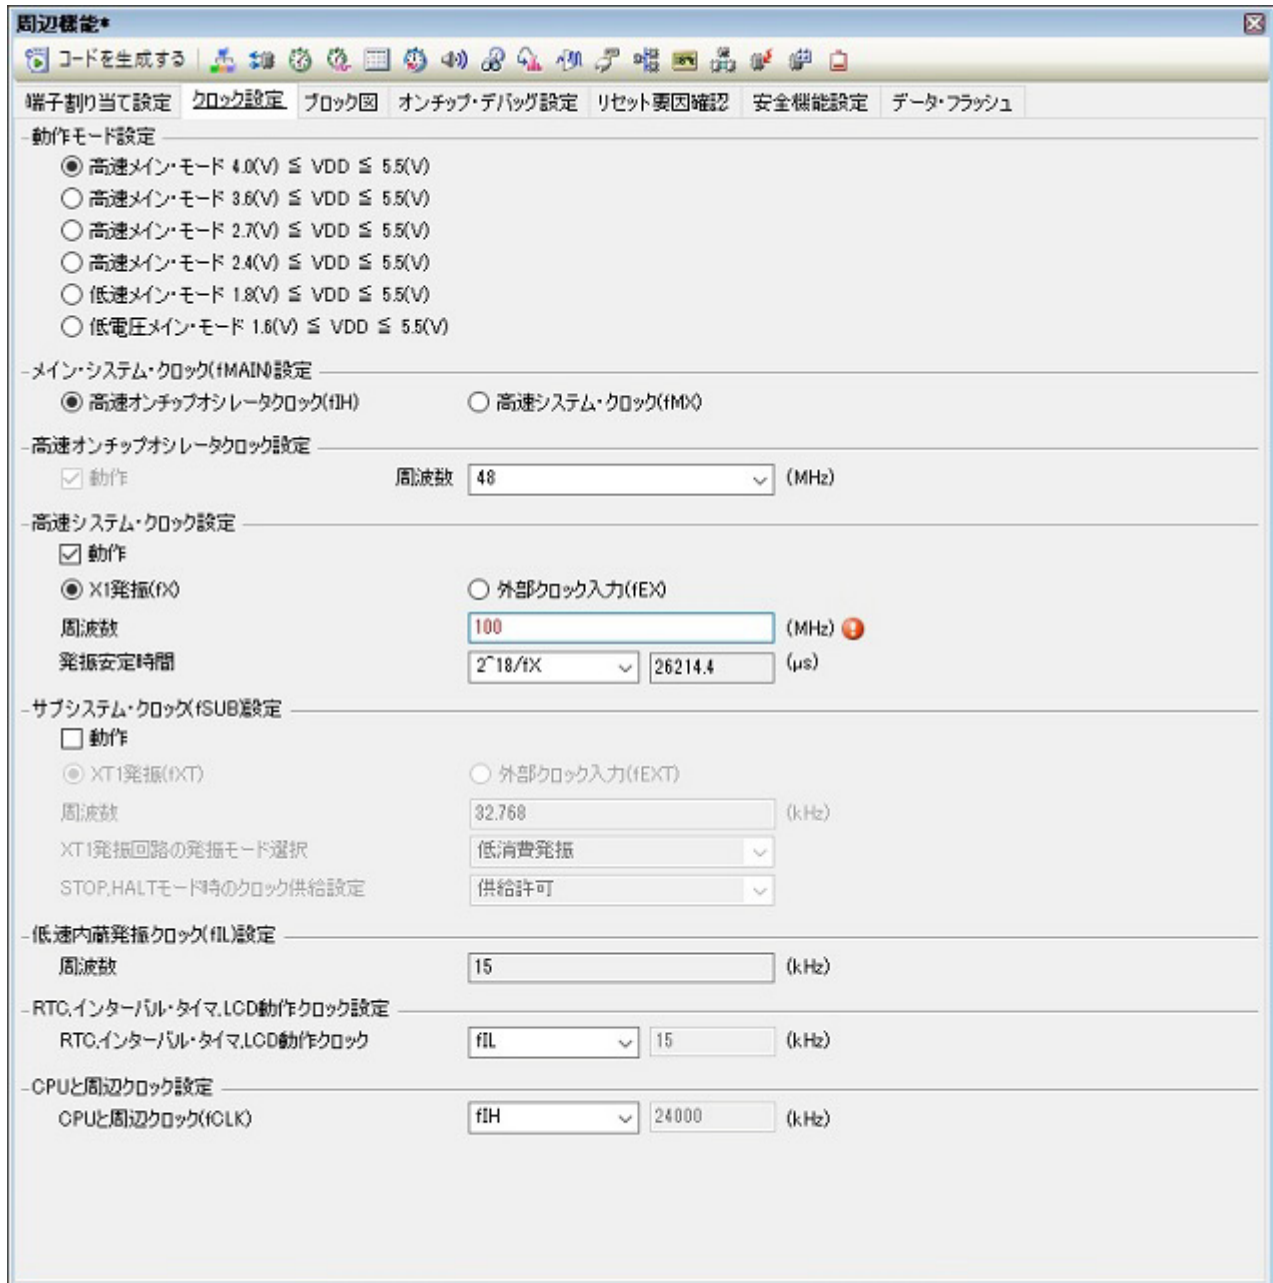 周辺機能*
コードを生成する
端子割り当て設定 クロック設定 ブロック図 オンチップ・デバッグ設定 リセット要因確認 安全機能設定 データ・フラッシュ
動作モード設定
高速メイン・モード 4.0(V) ≦ VDD ≦ 5.5(V)
高速メイン・モード 3.6(V) ≦ VDD ≦ 5.5(V)
高速メイン・モード 2.7(V) ≦ VDD ≦ 5.5(V)
高速メイン・モード 2.4(V) ≦ VDD ≦ 5.5(V)
低速メイン・モード 1.8(V) ≦ VDD ≦ 5.5(V)
低電圧メイン・モード 1.6(V) ≦ VDD ≦ 5.5(V)
メイン・システム・クロック(fMAIN)設定
高速オンチップオシレータクロック(fIH) 高速システム・クロック(fMX)
高速オンチップオシレータクロック設定
動作 周波数 48 (MHz)
高速システム・クロック設定
動作
X1発振(fX) 外部クロック入力(fEX)
周波数 100 (MHz)
発振安定時間 2^18/fX 26214.4 (μs)
サブシステム・クロック(fSUB)設定
動作
XT1発振(fXT) 外部クロック入力(fEXT)
周波数 32.768 (kHz)
XT1発振回路の発振モード選択 低消費発振
STOP,HALTモード時のクロック供給設定 供給許可
低速内蔵発振クロック(fIL)設定
周波数 15 (kHz)
RTC,インターバル・タイマ,LCD動作クロック設定
RTC,インターバル・タイマ,LCD動作クロック fIL 15 (kHz)
CPUと周辺クロック設定
CPUと周辺クロック(fCLK) fIH 24000 (kHz)